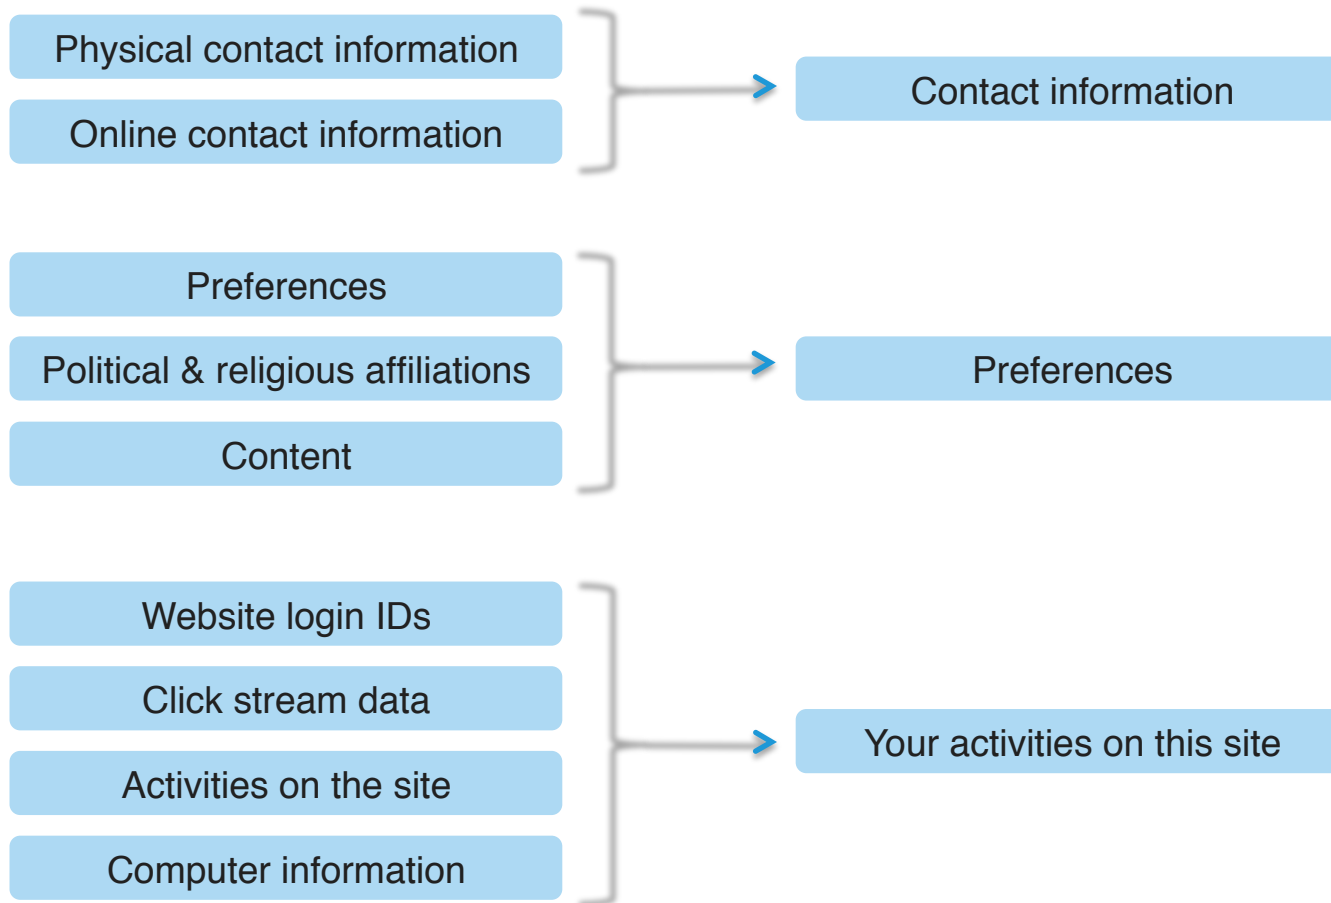 Physical contact information
Online contact information
Contact information
Preferences
Political & religious affiliations
Content
Preferences
Website login IDs
Click stream data
Activities on the site
Computer information
Your activities on this site